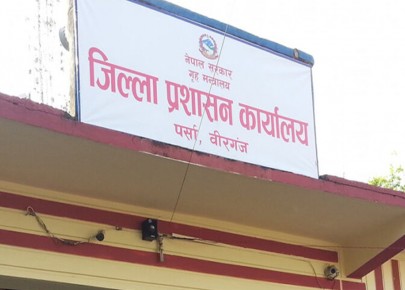 नेपाल सरकार
गृह मन्त्रालय
जिल्ला प्रशासन कार्यालय
पर्सा, वीरगंज